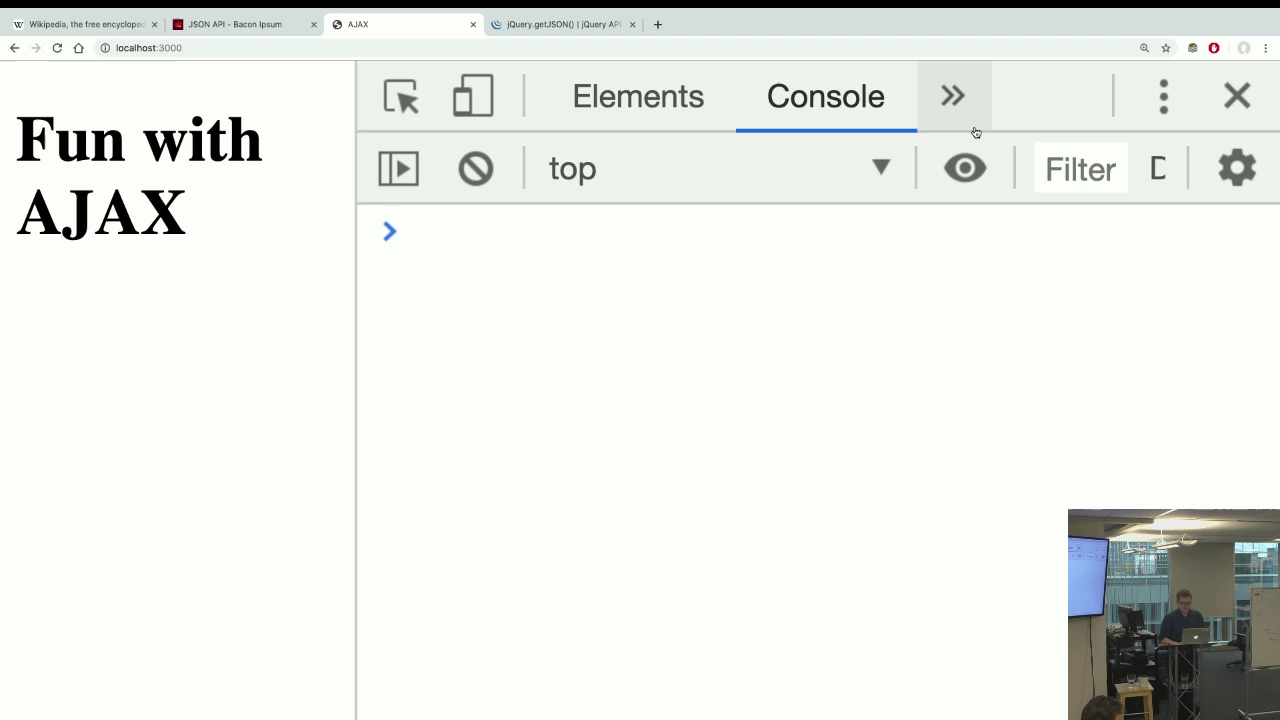 Wikipedia, the free encycloped
JSON API - Bacon Ipsum
AJAX
jQuery.getJSON() | jQuery API
localhost:3000
Fun with
AJAX
Elements
Console
top
Filter
D